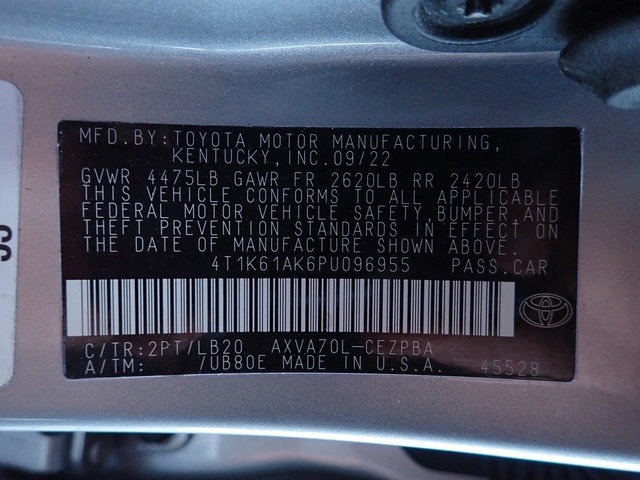 MFD.BY:TOYOTA MOTOR MANUFACTURING,
KENTUCKY,INC.09/22
GVWR 4475LB GAWR FR 2620LB RR 2420LB
THIS VEHICLE CONFORMS TO ALL APPLICABLE
FEDERAL MOTOR VEHICLE SAFETY,BUMPER,AND
THEFT PREVENTION STANDARDS IN EFFECT ON
THE DATE OF MANUFACTURE SHOWN ABOVE.
4T1K61AK6PU096955 PASS.CAR
C/TR:2PT/LB20 AXVA70L-CEZPBA
A/TM: /UB80E MADE IN U.S.A. 45528